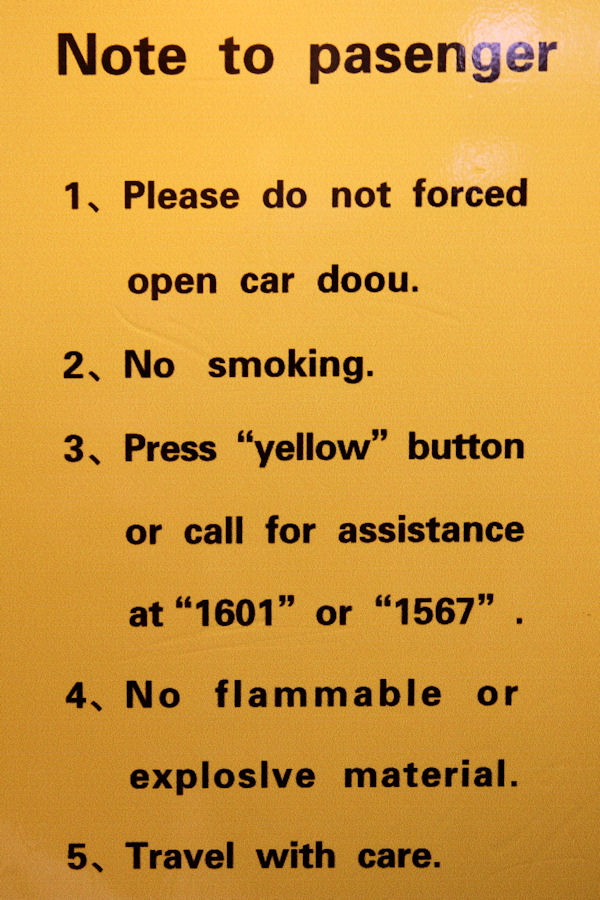 Note to pasenger
1、Please do not forced
open car doou.
2、No smoking.
3、Press “yellow” button
or call for assistance
at “1601” or “1567” .
4、No flammable or
exploslve material.
5、Travel with care.